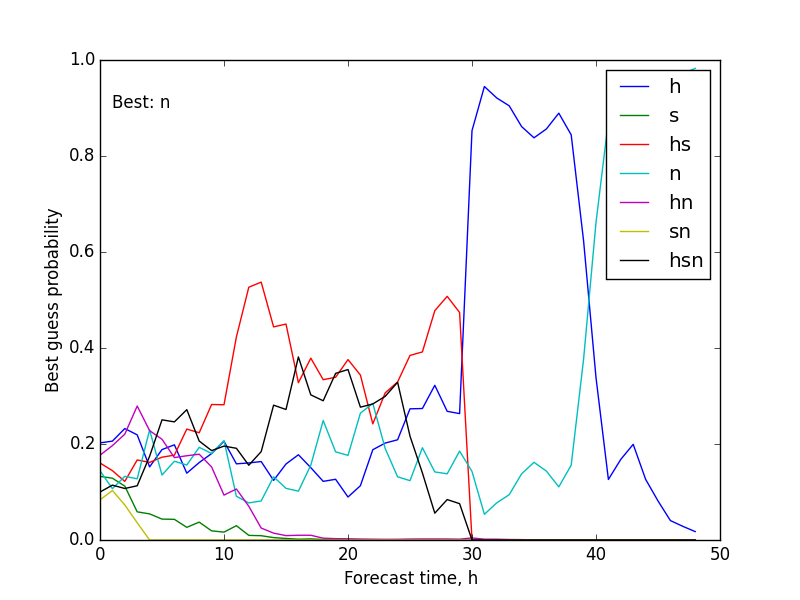 1.0
0.8
0.6
0.4
0.2
0.0
Best guess probability
Best: n
h
s
hs
n
hn
sn
hsn
0 10 20 30 40 50
Forecast time, h